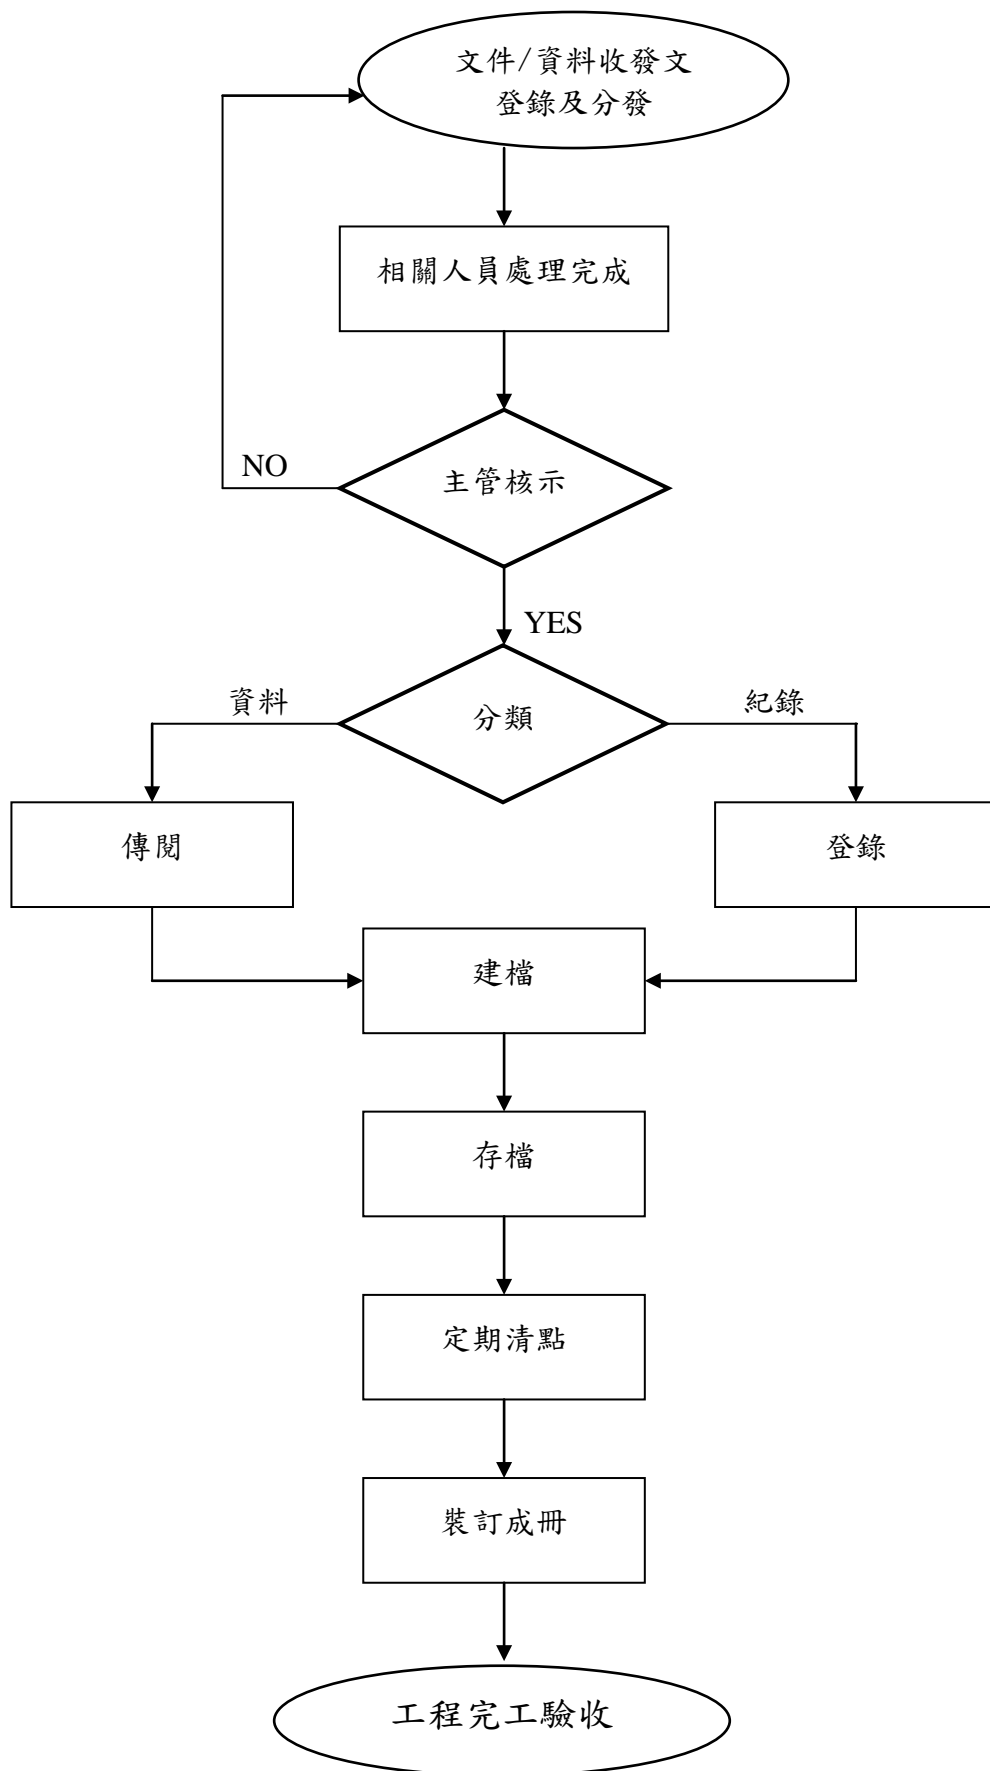 文件/資料收發文
登錄及分發
相關人員處理完成
NO
主管核示
YES
資料
分類
紀錄
傳閱
登錄
建檔
存檔
定期清點
裝訂成冊
工程完工驗收